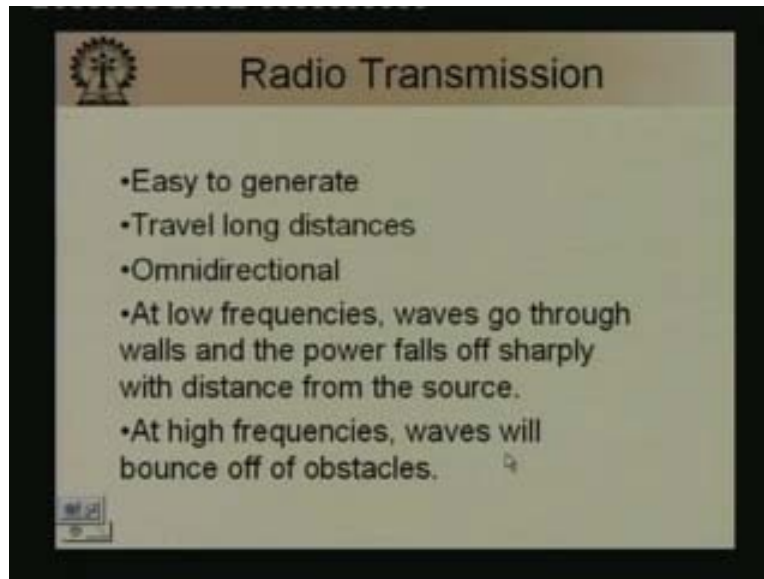 Radio Transmission
•Easy to generate
•Travel long distances
•Omnidirectional
•At low frequencies, waves go through
walls and the power falls off sharply
with distance from the source.
•At high frequencies, waves will
bounce off of obstacles.